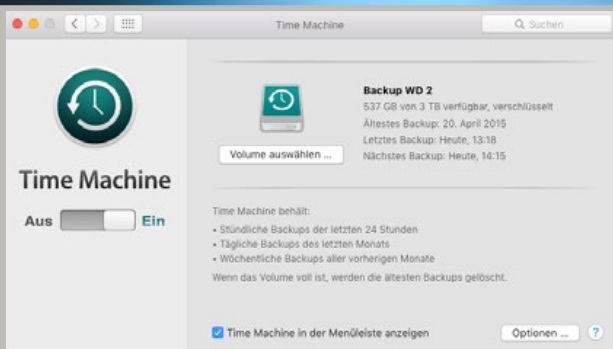 Time Machine
Suchen
Time Machine
Aus Ein
Volume auswählen ...
Backup WD 2
537 GB von 3 TB verfügbar, verschlüsselt
Ältestes Backup: 20. April 2015
Letztes Backup: Heute, 13:18
Nächstes Backup: Heute, 14:15
Time Machine behält:
• Stündliche Backups der letzten 24 Stunden
• Tägliche Backups des letzten Monats
• Wöchentliche Backups aller vorherigen Monate
Wenn das Volume voll ist, werden die ältesten Backups gelöscht.
Time Machine in der Menüleiste anzeigen
Optionen ... ?